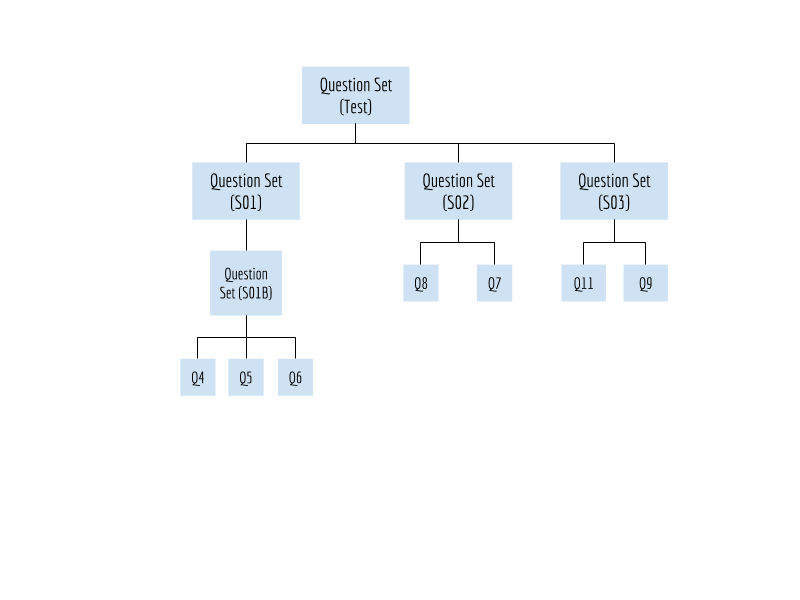 Question Set
(Test)
Question Set
(S01)
Question Set
(S02)
Question Set
(S03)
Question
Set (S01B)
Q8
Q7
Q11
Q9
Q4
Q5
Q6